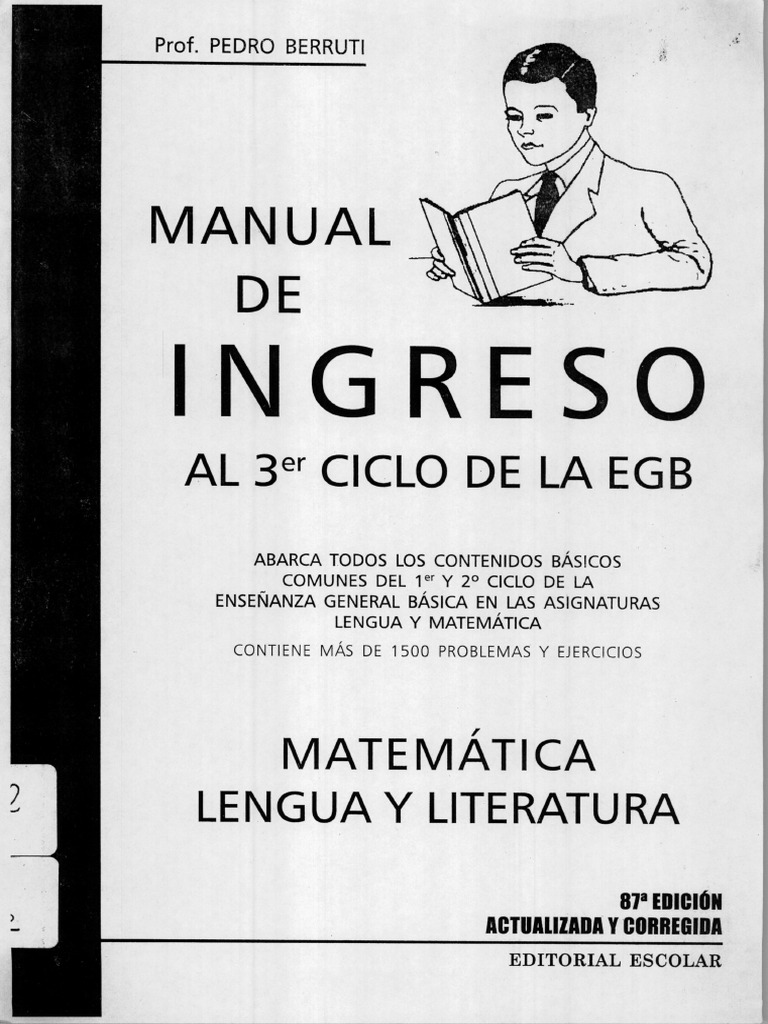 Prof. PEDRO BERRUTI
MANUAL
DE
INGRESO
AL 3er CICLO DE LA EGB
ABARCA TODOS LOS CONTENIDOS BÁSICOS
COMUNES DEL 1er Y 2º CICLO DE LA
ENSEÑANZA GENERAL BÁSICA EN LAS ASIGNATURAS
LENGUA Y MATEMÁTICA
CONTIENE MÁS DE 1500 PROBLEMAS Y EJERCICIOS
MATEMÁTICA
LENGUA Y LITERATURA
2
87ª EDICIÓN
ACTUALIZADA Y CORREGIDA
EDITORIAL ESCOLAR